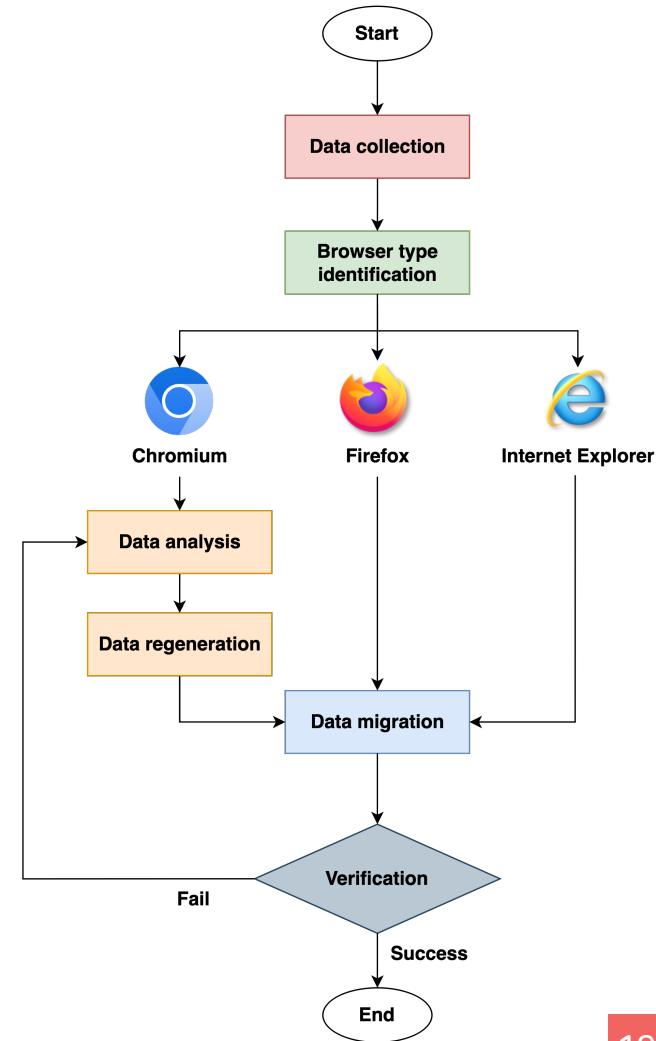 Start
Data collection
Browser type
identification
Chromium
Firefox
Internet Explorer
Data analysis
Data regeneration
Data migration
Verification
Fail
Success
End